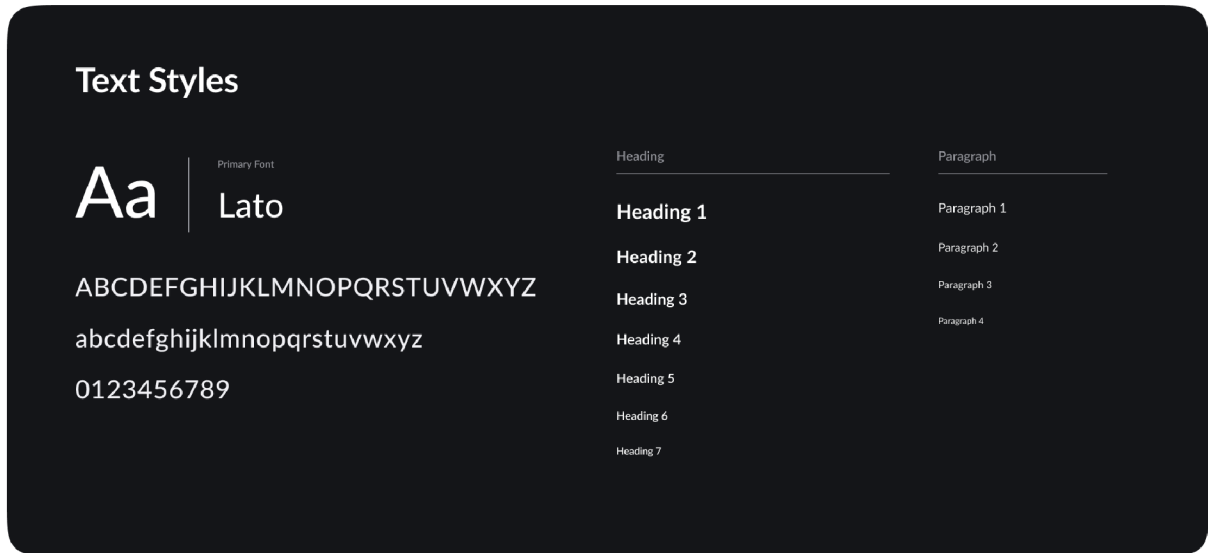 Text Styles
Aa
Primary Font
Lato
ABCDEFGHIJKLMNOPQRSTUVWXYZ
abcdefghijklmnopqrstuvwxyz
0123456789
Heading
Heading 1
Heading 2
Heading 3
Heading 4
Heading 5
Heading 6
Heading 7
Paragraph
Paragraph 1
Paragraph 2
Paragraph 3
Paragraph 4